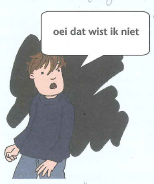 oei dat wist ik niet